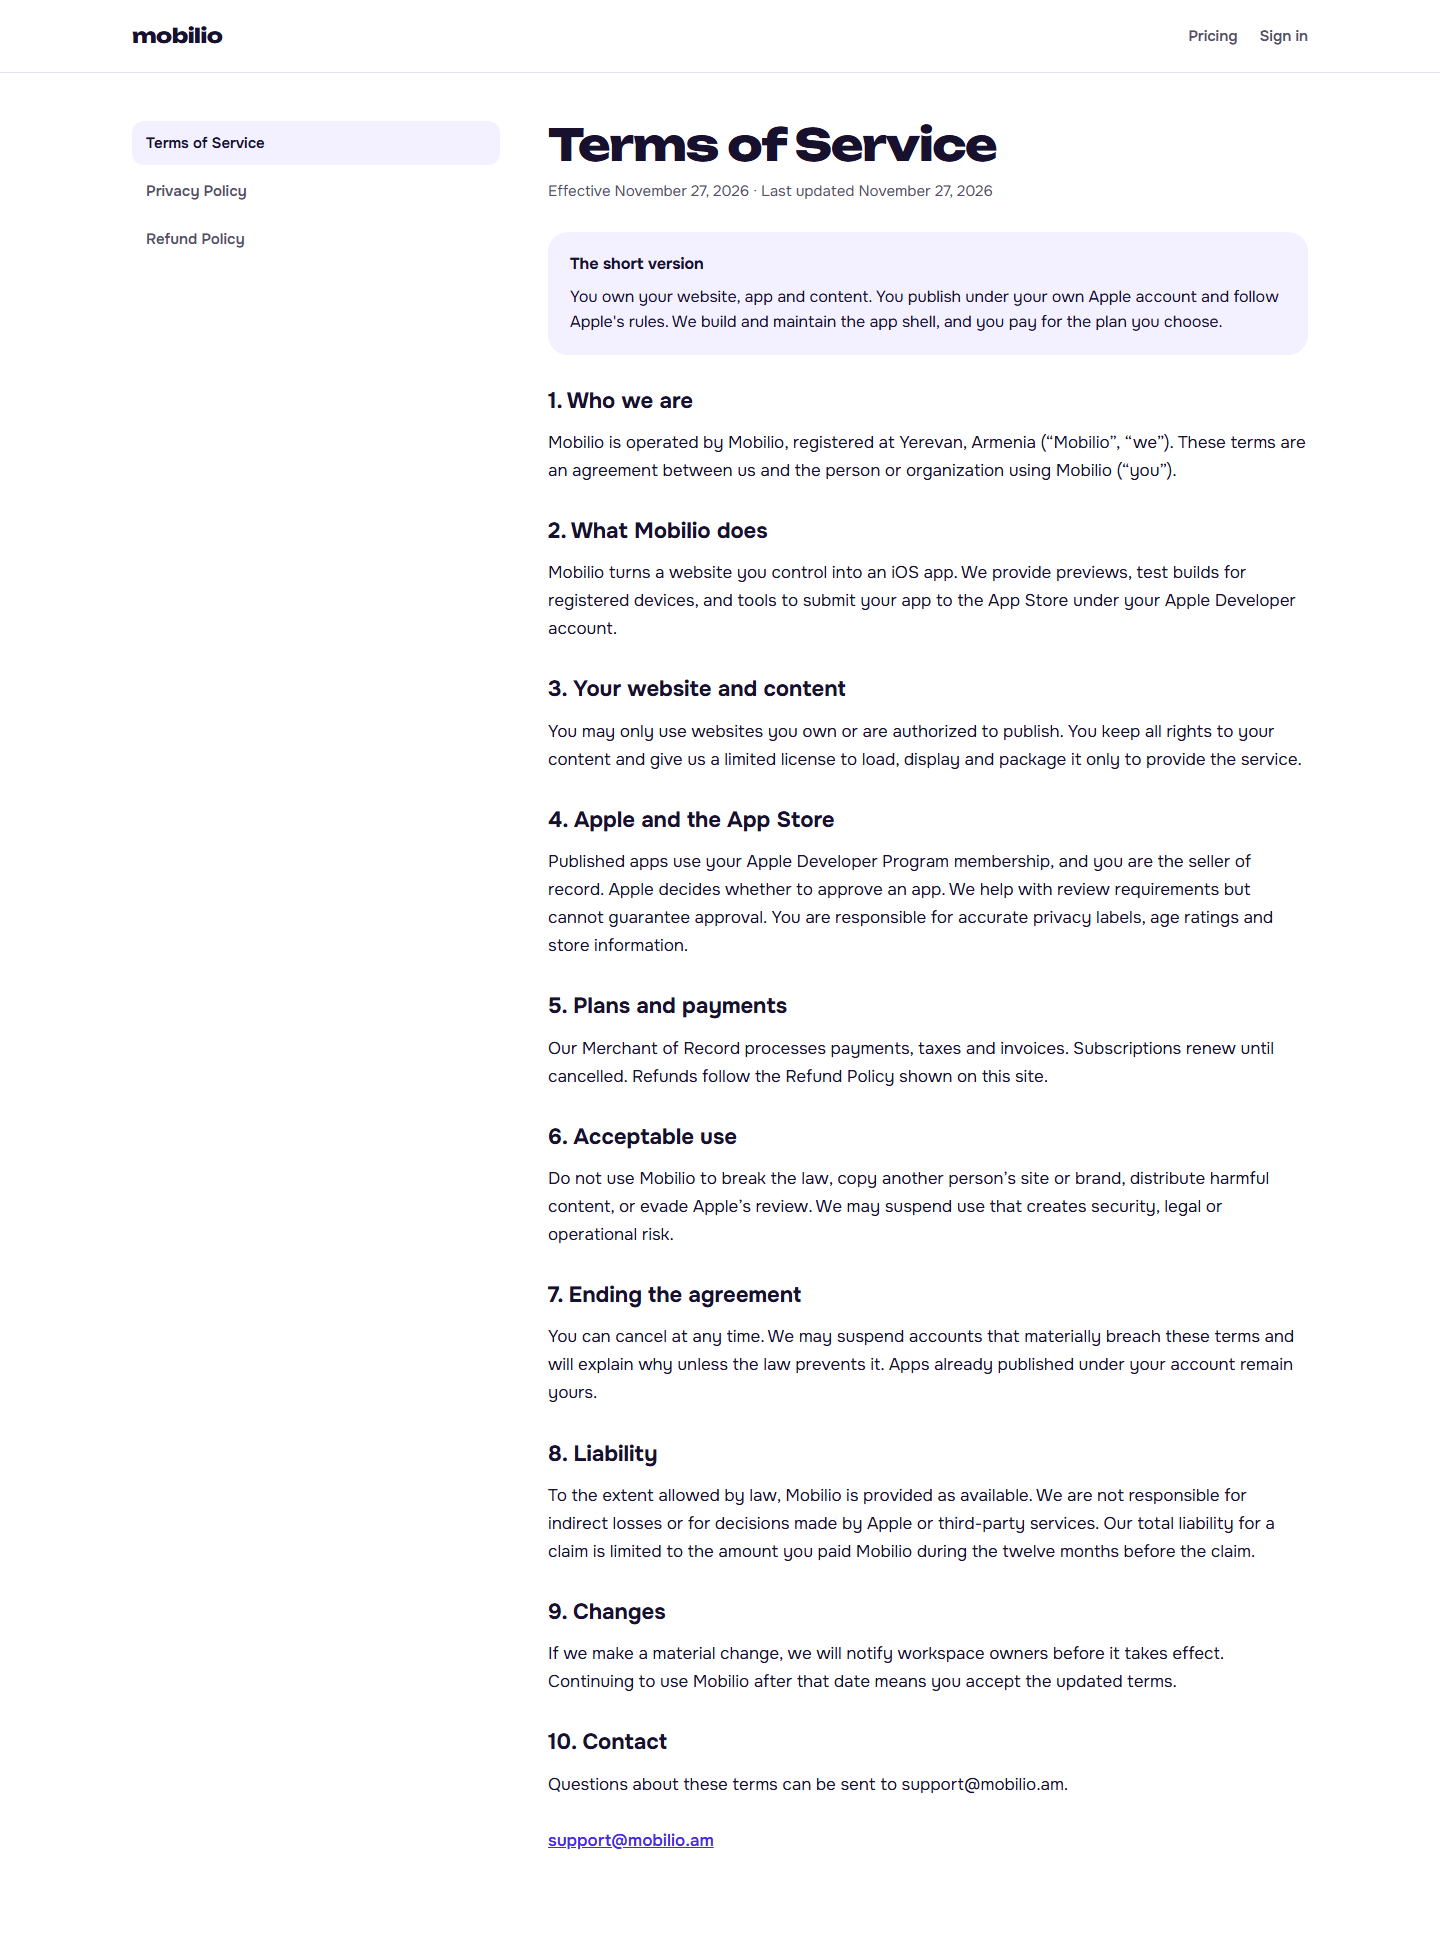 mobilio
Pricing
Sign in
Terms of Service
Privacy Policy
Refund Policy
Terms of Service
Effective November 27, 2026 · Last updated November 27, 2026
The short version
You own your website, app and content. You publish under your own Apple account and follow
Apple's rules. We build and maintain the app shell, and you pay for the plan you choose.
1. Who we are
Mobilio is operated by Mobilio, registered at Yerevan, Armenia (“Mobilio”, “we”). These terms are
an agreement between us and the person or organization using Mobilio (“you”).
2. What Mobilio does
Mobilio turns a website you control into an iOS app. We provide previews, test builds for
registered devices, and tools to submit your app to the App Store under your Apple Developer
account.
3. Your website and content
You may only use websites you own or are authorized to publish. You keep all rights to your
content and give us a limited license to load, display and package it only to provide the service.
4. Apple and the App Store
Published apps use your Apple Developer Program membership, and you are the seller of
record. Apple decides whether to approve an app. We help with review requirements but
cannot guarantee approval. You are responsible for accurate privacy labels, age ratings and
store information.
5. Plans and payments
Our Merchant of Record processes payments, taxes and invoices. Subscriptions renew until
cancelled. Refunds follow the Refund Policy shown on this site.
6. Acceptable use
Do not use Mobilio to break the law, copy another person’s site or brand, distribute harmful
content, or evade Apple’s review. We may suspend use that creates security, legal or
operational risk.
7. Ending the agreement
You can cancel at any time. We may suspend accounts that materially breach these terms and
will explain why unless the law prevents it. Apps already published under your account remain
yours.
8. Liability
To the extent allowed by law, Mobilio is provided as available. We are not responsible for
indirect losses or for decisions made by Apple or third-party services. Our total liability for a
claim is limited to the amount you paid Mobilio during the twelve months before the claim.
9. Changes
If we make a material change, we will notify workspace owners before it takes effect.
Continuing to use Mobilio after that date means you accept the updated terms.
10. Contact
Questions about these terms can be sent to support@mobilio.am.
support@mobilio.am